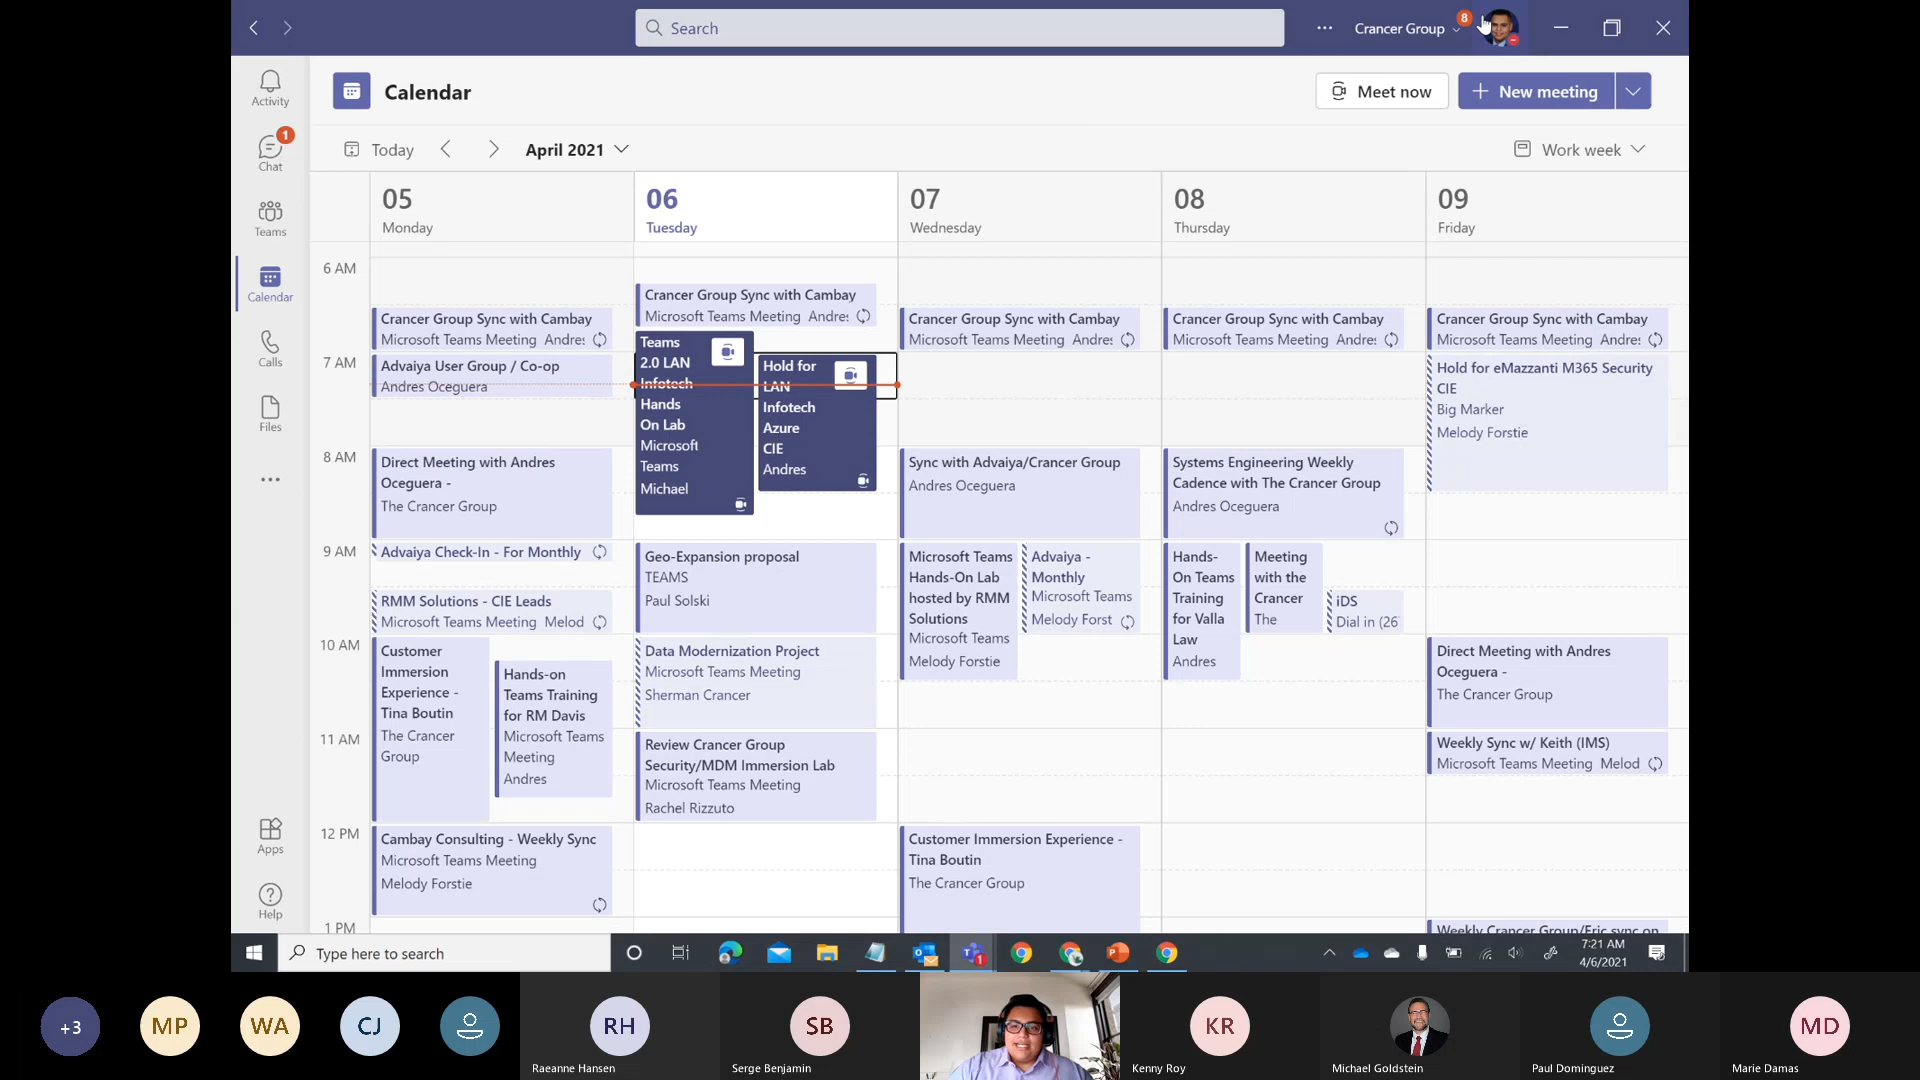 Search
Crancer Group
8
Activity
Calendar
Meet now
New meeting
1
Chat
Today
April 2021
Work week
Teams
05
Monday
06
Tuesday
07
Wednesday
08
Thursday
09
Friday
Calendar
Calls
Files
Apps
Help
6 AM
7 AM
8 AM
9 AM
10 AM
11 AM
12 PM
1 PM
Crancer Group Sync with Cambay
Microsoft Teams Meeting Andres
Advaiya User Group / Co-op
Andres Oceguera
Direct Meeting with Andres
Oceguera -
The Crancer Group
Advaiya Check-In - For Monthly
RMM Solutions - CIE Leads
Microsoft Teams Meeting Melod
Customer
Immersion
Experience -
Tina Boutin
The Crancer
Group
Hands-on
Teams Training
for RM Davis
Microsoft Teams
Meeting
Andres
Cambay Consulting - Weekly Sync
Microsoft Teams Meeting
Melody Forstie
Crancer Group Sync with Cambay
Microsoft Teams Meeting Andres
Teams
2.0 LAN
Infotech
Hands
On Lab
Microsoft
Teams
Michael
Hold for
LAN
Infotech
Azure
CIE
Andres
Geo-Expansion proposal
TEAMS
Paul Solski
Data Modernization Project
Microsoft Teams Meeting
Sherman Crancer
Review Crancer Group
Security/MDM Immersion Lab
Microsoft Teams Meeting
Rachel Rizzuto
Crancer Group Sync with Cambay
Microsoft Teams Meeting Andres
Sync with Advaiya/Crancer Group
Andres Oceguera
Microsoft Teams
Hands-On Lab
hosted by RMM
Solutions
Microsoft Teams
Melody Forstie
Advaiya -
Monthly
Microsoft Teams
Melody Forst
Customer Immersion Experience -
Tina Boutin
The Crancer Group
Crancer Group Sync with Cambay
Microsoft Teams Meeting Andres
Systems Engineering Weekly
Cadence with The Crancer Group
Andres Oceguera
Hands-
On Teams
Training
for Valla
Law
Andres
Meeting
with the
Crancer
The
iDS
Dial in (26
Crancer Group Sync with Cambay
Microsoft Teams Meeting Andres
Hold for eMazzanti M365 Security
CIE
Big Marker
Melody Forstie
Direct Meeting with Andres
Oceguera -
The Crancer Group
Weekly Sync w/ Keith (IMS)
Microsoft Teams Meeting Melod
Weekly Crancer Group/Eric sync on
Type here to search
1
7:21 AM
4/6/2021
+3
MP
WA
CJ
RH
Raeanne Hansen
SB
Serge Benjamin
KR
Kenny Roy
Michael Goldstein
Paul Dominguez
MD
Marie Damas